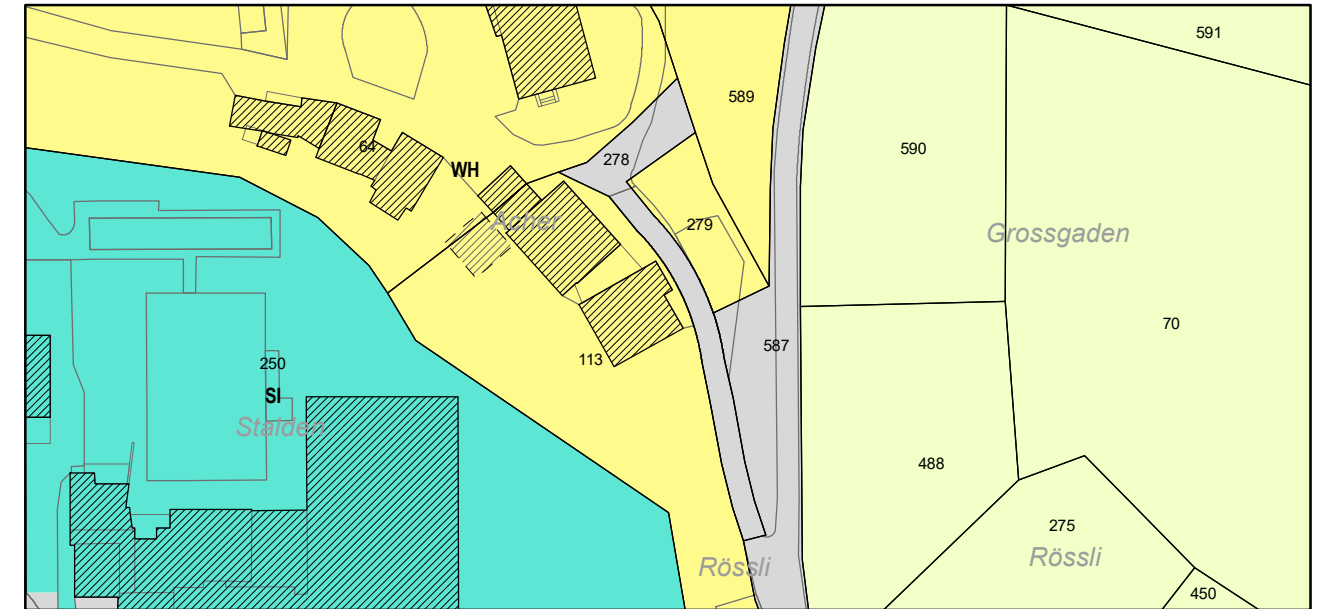 591
589
64
WH
278
590
Acher
279
Grossgaden
70
587
113
250
SI
Stalden
488
275
Rössli
Rössli
450